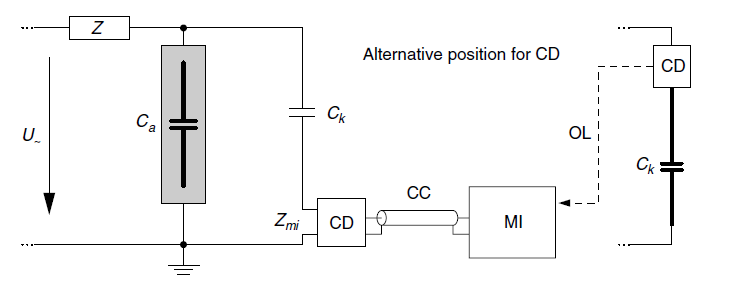 Z
Alternative position for CD
CD
U~
Ca
Ck
OL
Ck
CC
Zmi
CD
MI